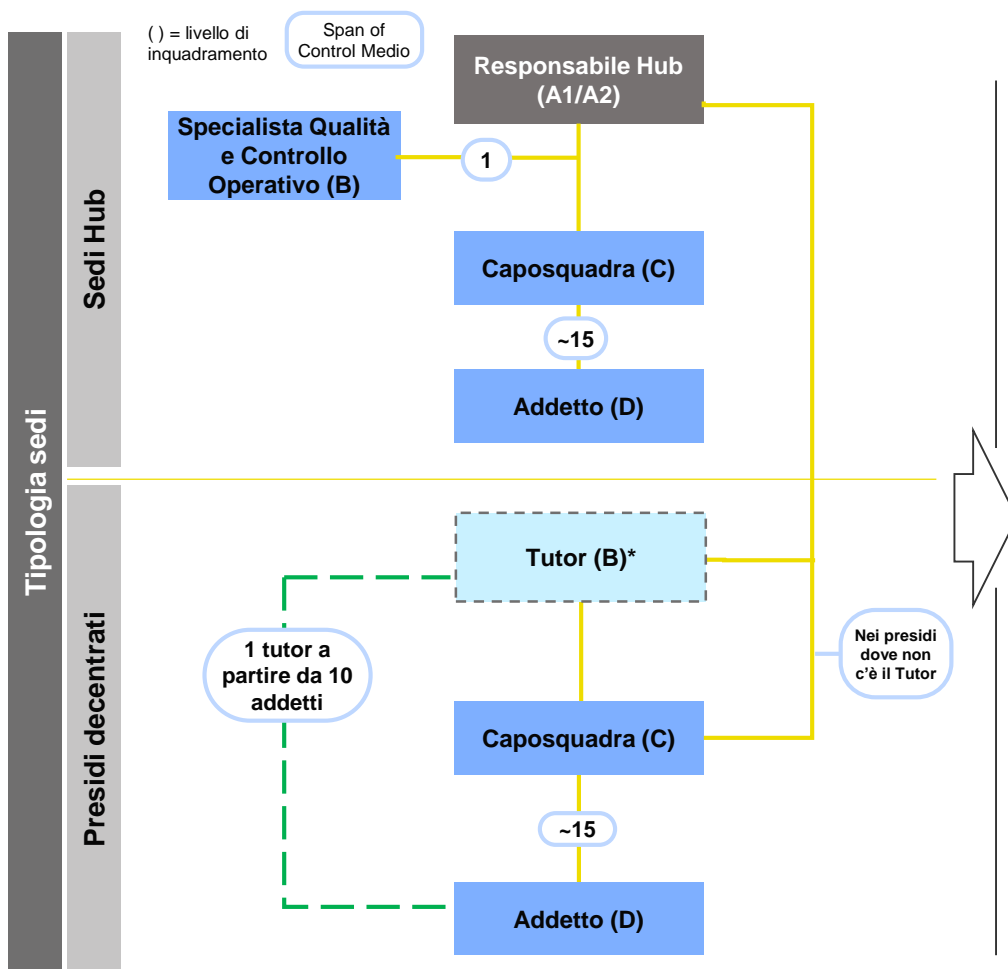 ( ) = livello di
inquadramento
Span of
Control Medio
Responsabile Hub
(A1/A2)
Specialista Qualità
e Controllo
Operativo (B)
1
Caposquadra (C)
~15
Addetto (D)
Tipologia sedi
Sedi Hub
Presidi decentrati
Tutor (B)*
1 tutor a
partire da 10
addetti
Nei presidi
dove non
c'è il Tutor
Caposquadra (C)
~15
Addetto (D)